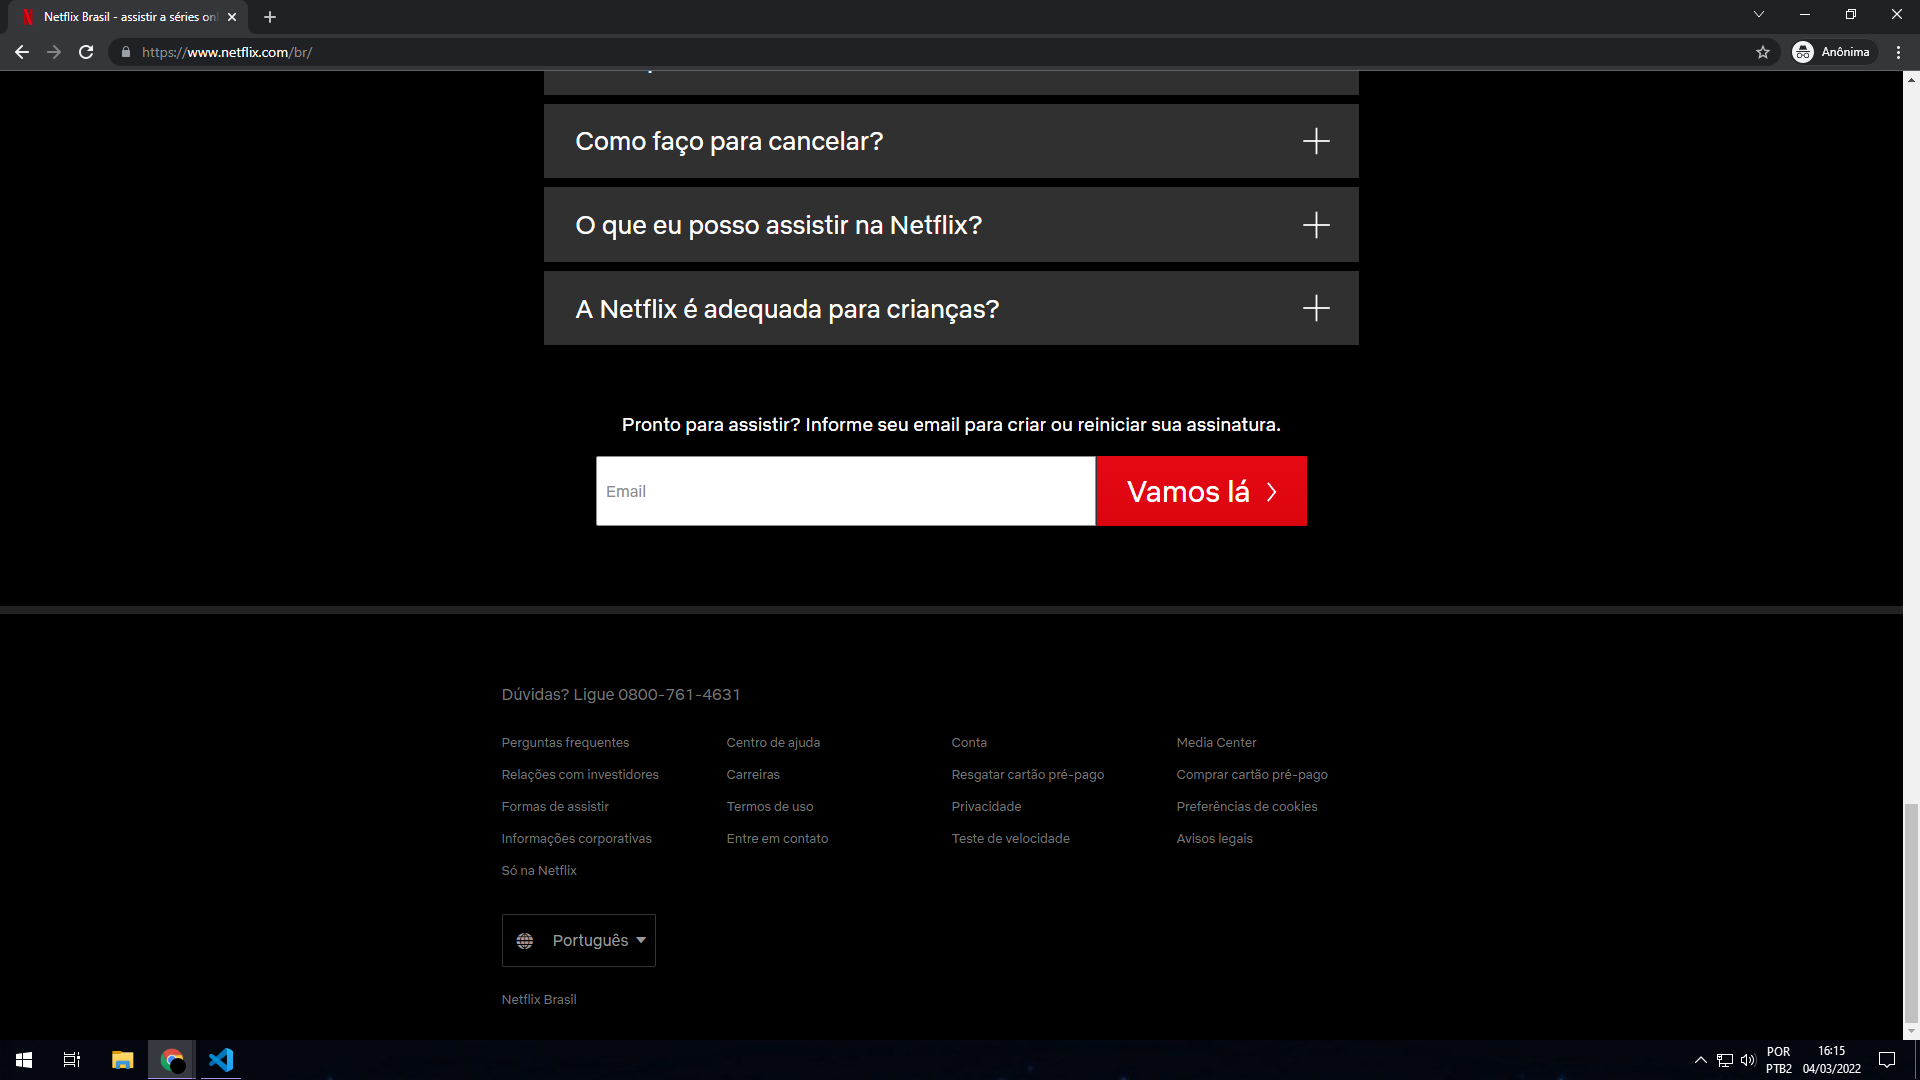 Netflix Brasil - assistir a séries onl
https://www.netflix.com/br/
Anônima
Como faço para cancelar?
O que eu posso assistir na Netflix?
A Netflix é adequada para crianças?
Pronto para assistir? Informe seu email para criar ou reiniciar sua assinatura.
Email
Vamos lá
Dúvidas? Ligue 0800-761-4631
Perguntas frequentes
Centro de ajuda
Conta
Media Center
Relações com investidores
Carreiras
Resgatar cartão pré-pago
Comprar cartão pré-pago
Formas de assistir
Termos de uso
Privacidade
Preferências de cookies
Informações corporativas
Entre em contato
Teste de velocidade
Avisos legais
Só na Netflix
Português
Netflix Brasil
POR
PTB2
16:15
04/03/2022